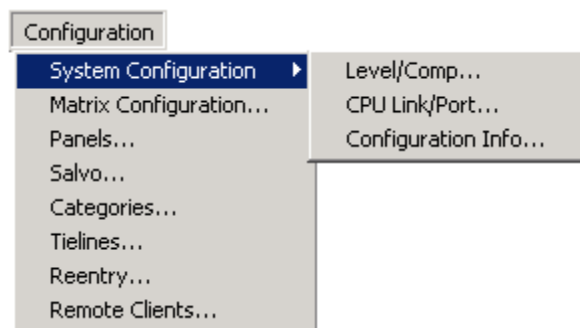 Configuration
System Configuration
Matrix Configuration...
Panels...
Salvo...
Categories...
Tielines...
Reentry...
Remote Clients...
Level/Comp...
CPU Link/Port...
Configuration Info...